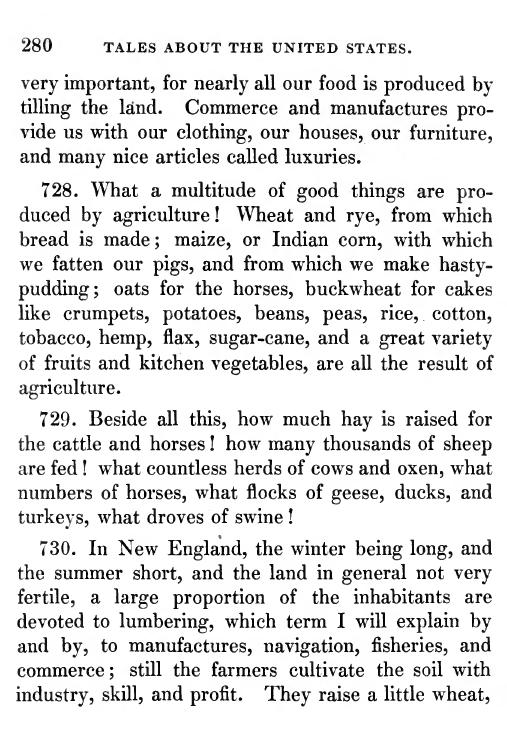 280 TALES ABOUT THE UNITED STATES.
very important, for nearly all our food is produced by
tilling the land. Commerce and manufactures pro-
vide us with our clothing, our houses, our furniture,
and many nice articles called luxuries.
728. What a multitude of good things are pro-
duced by agriculture! Wheat and rye, from which
bread is made; maize, or Indian corn, with which
we fatten our pigs, and from which we make hasty-
pudding; oats for the horses, buckwheat for cakes
like crumpets, potatoes, beans, peas, rice, cotton,
tobacco, hemp, flax, sugar-cane, and a great variety
of fruits and kitchen vegetables, are all the result of
agriculture.
729. Beside all this, how much hay is raised for
the cattle and horses! how many thousands of sheep
are fed! what countless herds of cows and oxen, what
numbers of horses, what flocks of geese, ducks, and
turkeys, what droves of swine!
730. In New England, the winter being long, and
the summer short, and the land in general not very
fertile, a large proportion of the inhabitants are
devoted to lumbering, which term I will explain by
and by, to manufactures, navigation, fisheries, and
commerce; still the farmers cultivate the soil with
industry, skill, and profit. They raise a little wheat,